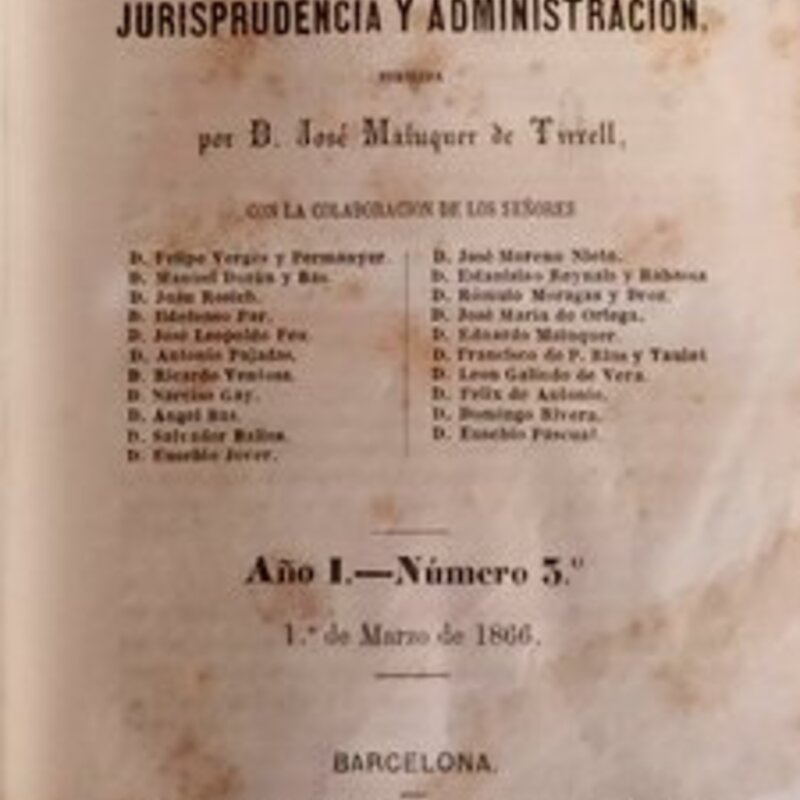 JURISPRUDENCIA Y ADMINISTRACION,
por D. José Maluquer de Tirrell,
CON LA COLABORACION DE LOS SEÑORES
D. Felipe Vergés y Permanyer.
D. Manuel Durán y Bas.
D. Juan
D. Ildefonso Par.
D. José Leopoldo Feu.
D. Antonio Pujadas.
D. Ricardo Ventosa.
D. Narciso Gay.
D. Angel Bas.
D. Salvador
D. Eusebio Jover.
D. José Moreno Nieto.
D. Estanislao Reynals y Rabassa
D. Rómulo Moragas y Droz.
D. José María de Ortega.
D. Eduardo Maluquer.
D. Francisco de P. Rius y Taulet
D. Leon Galindo de Vera.
D. Felix de Antonio.
D. Domingo Rivera.
D. Eusebio Pascual.
Año I.—Número 5.º
1.º de Marzo de 1866.
BARCELONA.